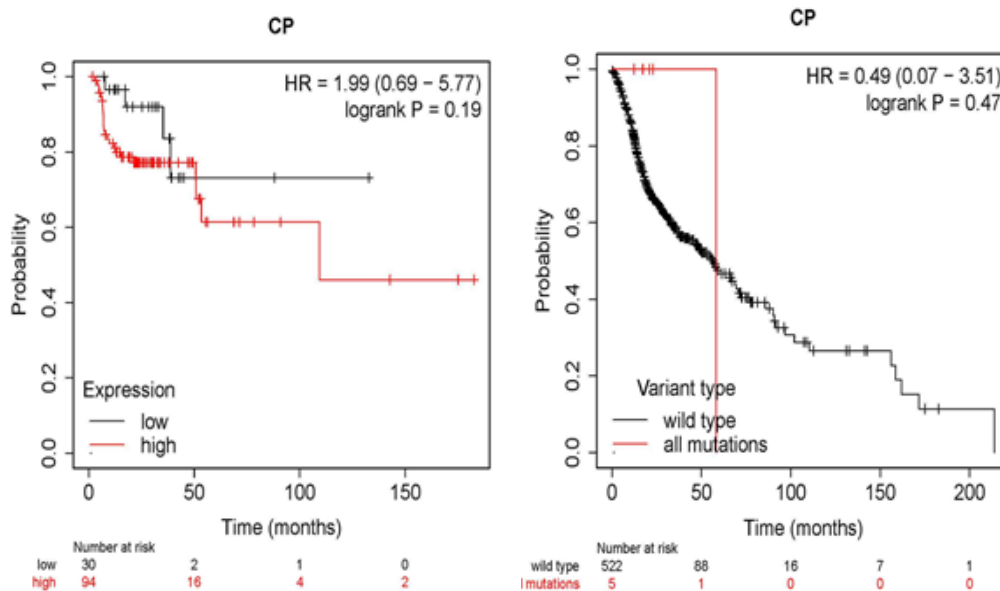 CP
HR = 1.99 (0.69 – 5.77)
logrank P = 0.19
Probability
1.0
0.8
0.6
0.4
0.2
0.0
Expression
low
high
0 50 100 150
Time (months)
Number at risk
low 30 2 1 0
high 94 16 4 2
CP
HR = 0.49 (0.07 – 3.51)
logrank P = 0.47
Probability
1.0
0.8
0.6
0.4
0.2
0.0
Variant type
wild type
all mutations
0 50 100 150 200
Time (months)
Number at risk
wild type 522 88 16 7 1
l mutations 5 1 0 0 0